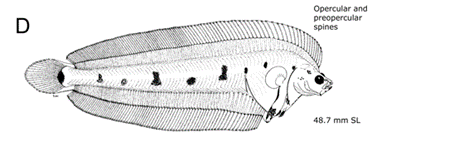 D
Opercular and
preopercular
spines
48.7 mm SL